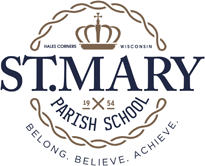 HALES CORNERS WISCONSIN
ST.MARY
PARISH SCHOOL
19 54
BELONG. BELIEVE. ACHIEVE.